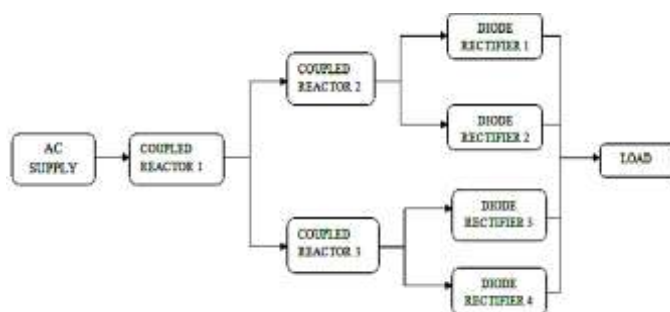 AC
SUPPLY
COUPLED
REACTOR 1
COUPLED
REACTOR 2
COUPLED
REACTOR 3
DIODE
RECTIFIER 1
DIODE
RECTIFIER 2
DIODE
RECTIFIER 3
DIODE
RECTIFIER 4
LOAD